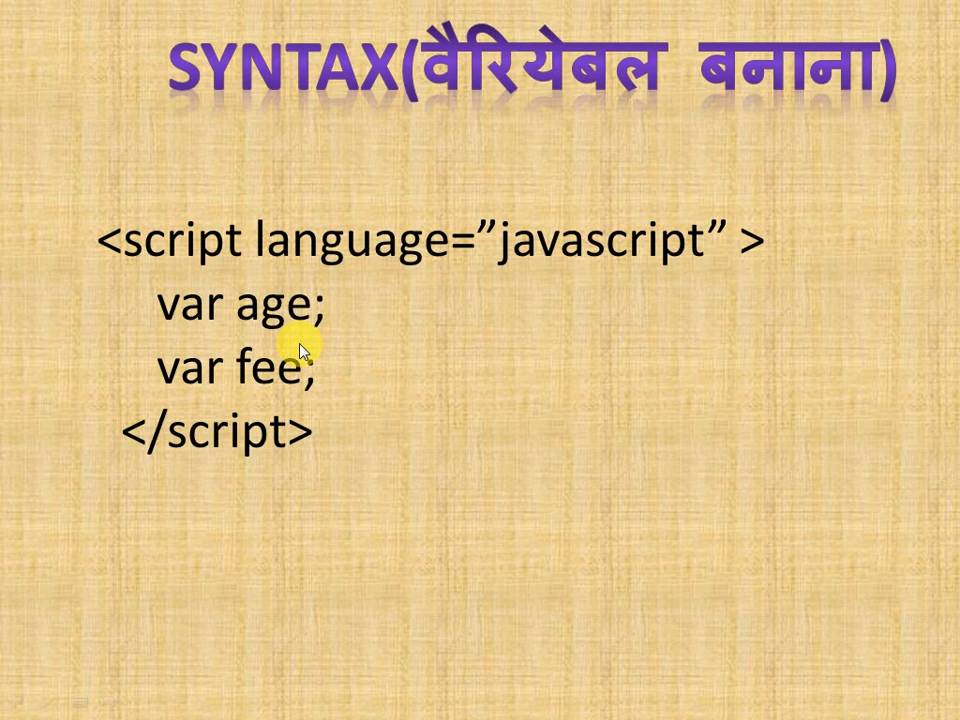 SYNTAX(वैरियेबल बनाना)
<script language=”javascript” >
var age;
var fee;
</script>